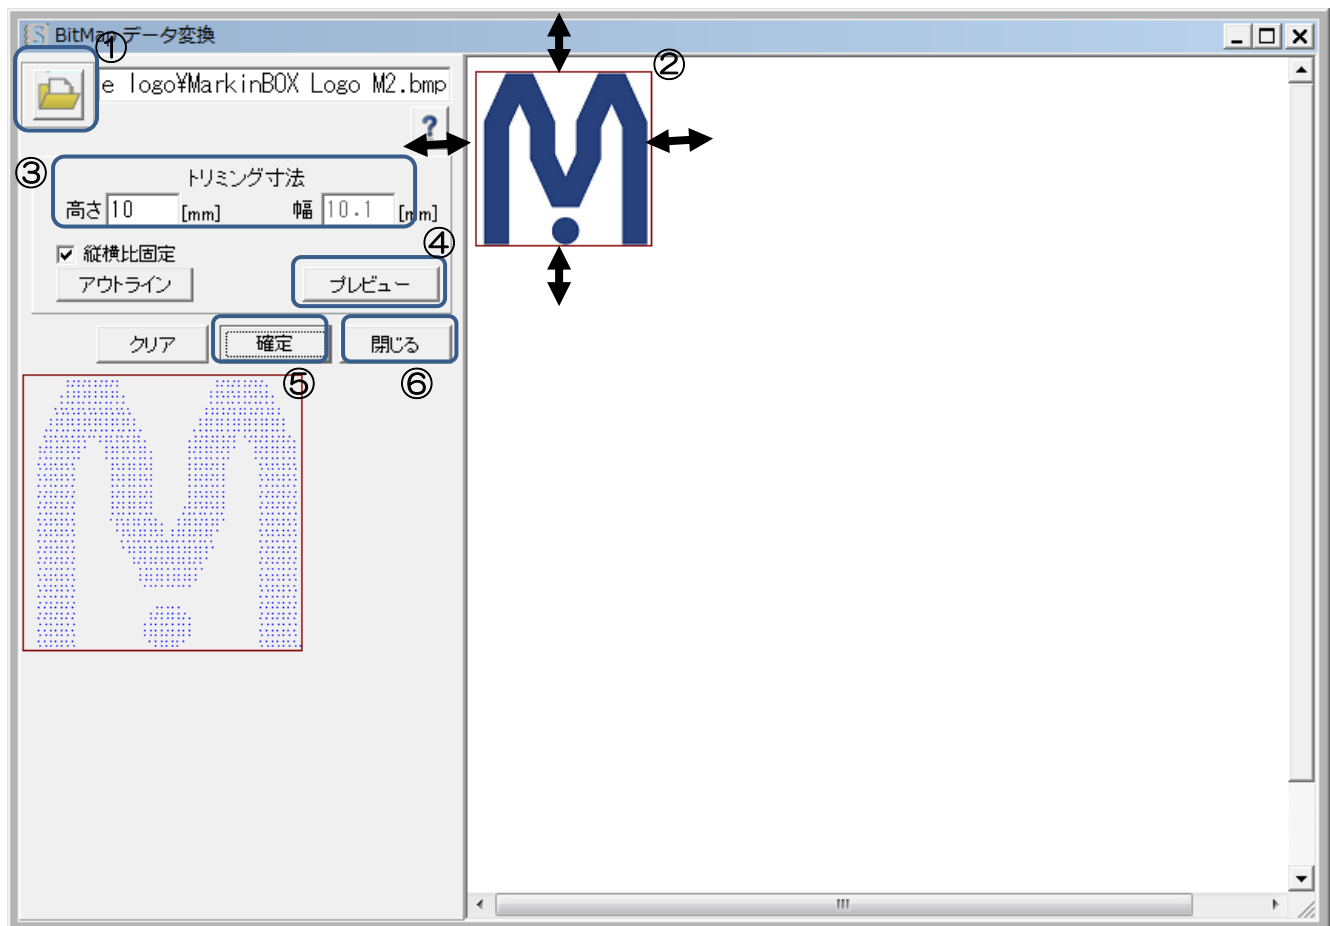 BitMap データ変換
①
e logo¥MarkinBOX Logo M2.bmp
②
?
③
トリミング寸法
高さ 10 [mm] 幅 10.1 [mm]
④
縦横比固定
アウトライン プレビュー
クリア 確定 閉じる
⑤ ⑥